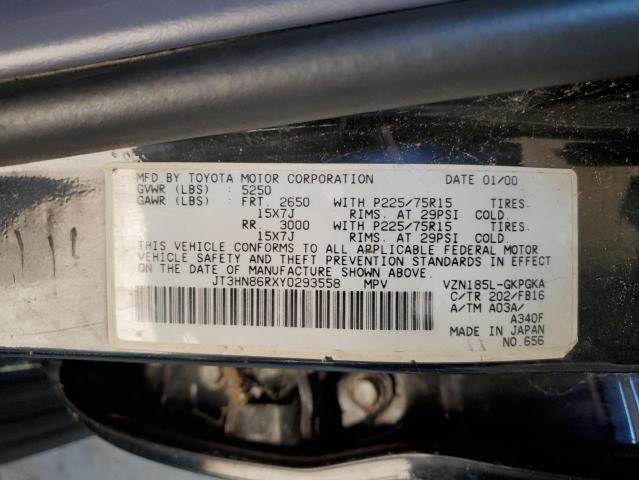 MFD.BY TOYOTA MOTOR CORPORATION DATE 01/00
GVWR (LBS) : 5250
GAWR (LBS) : FRT. 2650 WITH P225/75R15 TIRES.
15X7J RIMS. AT 29PSI COLD.
RR. 3000 WITH P225/75R15 TIRES.
15X7J RIMS. AT 29PSI COLD.
THIS VEHICLE CONFORMS TO ALL APPLICABLE FEDERAL MOTOR
VEHICLE SAFETY AND THEFT PREVENTION STANDARDS IN EFFECT
ON THE DATE OF MANUFACTURE SHOWN ABOVE.
JT3HN86RXY0293558 MPV VZN185L-GKPGKA
C/TR 202/FB16
A/TM A03A/
A340F
MADE IN JAPAN
NO.656